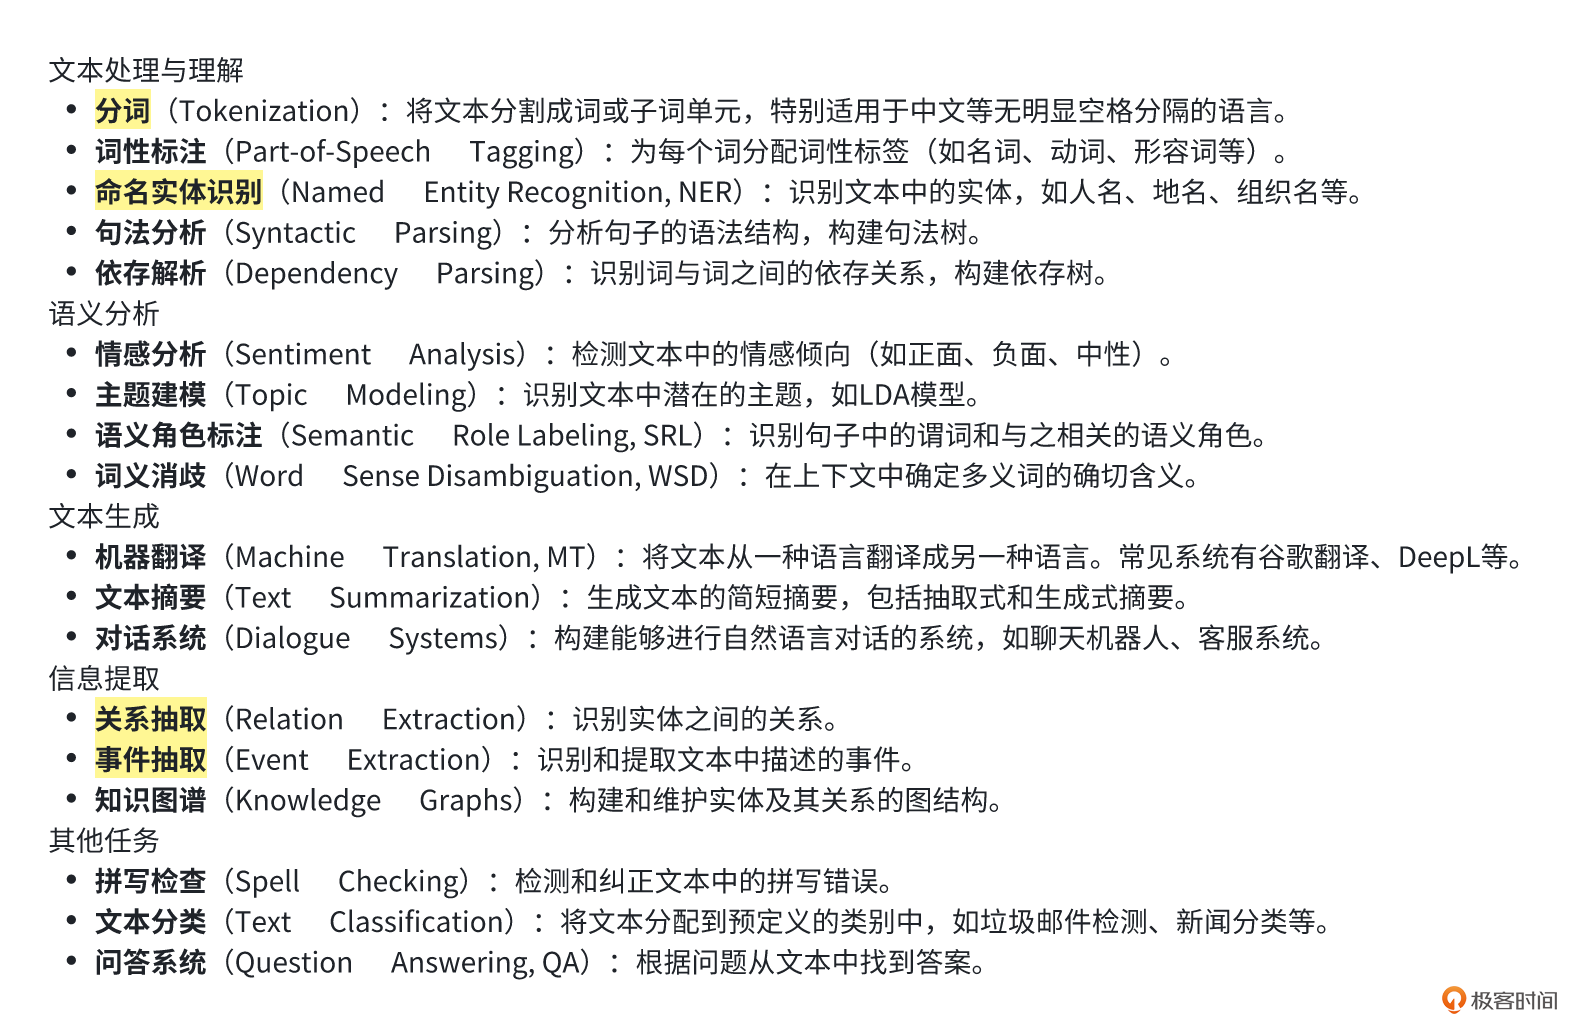 文本处理与理解
• 分词（Tokenization）：将文本分割成词或子词单元，特别适用于中文等无明显空格分隔的语言。
• 词性标注（Part-of-Speech Tagging）：为每个词分配词性标签（如名词、动词、形容词等）。
• 命名实体识别（Named Entity Recognition, NER）：识别文本中的实体，如人名、地名、组织名等。
• 句法分析（Syntactic Parsing）：分析句子的语法结构，构建句法树。
• 依存解析（Dependency Parsing）：识别词与词之间的依存关系，构建依存树。
语义分析
• 情感分析（Sentiment Analysis）：检测文本中的情感倾向（如正面、负面、中性）。
• 主题建模（Topic Modeling）：识别文本中潜在的主题，如LDA模型。
• 语义角色标注（Semantic Role Labeling, SRL）：识别句子中的谓词和与之相关的语义角色。
• 词义消歧（Word Sense Disambiguation, WSD）：在上下文中确定多义词的确切含义。
文本生成
• 机器翻译（Machine Translation, MT）：将文本从一种语言翻译成另一种语言。常见系统有谷歌翻译、DeepL等。
• 文本摘要（Text Summarization）：生成文本的简短摘要，包括抽取式和生成式摘要。
• 对话系统（Dialogue Systems）：构建能够进行自然语言对话的系统，如聊天机器人、客服系统。
信息提取
• 关系抽取（Relation Extraction）：识别实体之间的关系。
• 事件抽取（Event Extraction）：识别和提取文本中描述的事件。
• 知识图谱（Knowledge Graphs）：构建和维护实体及其关系的图结构。
其他任务
• 拼写检查（Spell Checking）：检测和纠正文本中的拼写错误。
• 文本分类（Text Classification）：将文本分配到预定义的类别中，如垃圾邮件检测、新闻分类等。
• 问答系统（Question Answering, QA）：根据问题从文本中找到答案。
极客时间